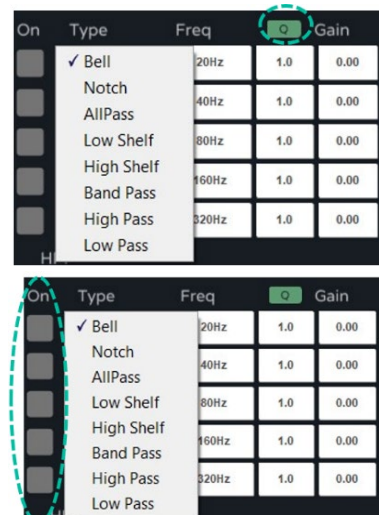 On Type Freq Q Gain
✓ Bell 20Hz 1.0 0.00
Notch
AllPass 40Hz 1.0 0.00
Low Shelf 80Hz 1.0 0.00
High Shelf
Band Pass 160Hz 1.0 0.00
High Pass 320Hz 1.0 0.00
Low Pass
On Type Freq Q Gain
✓ Bell 20Hz 1.0 0.00
Notch
AllPass 40Hz 1.0 0.00
Low Shelf 80Hz 1.0 0.00
High Shelf
Band Pass 160Hz 1.0 0.00
High Pass 320Hz 1.0 0.00
Low Pass